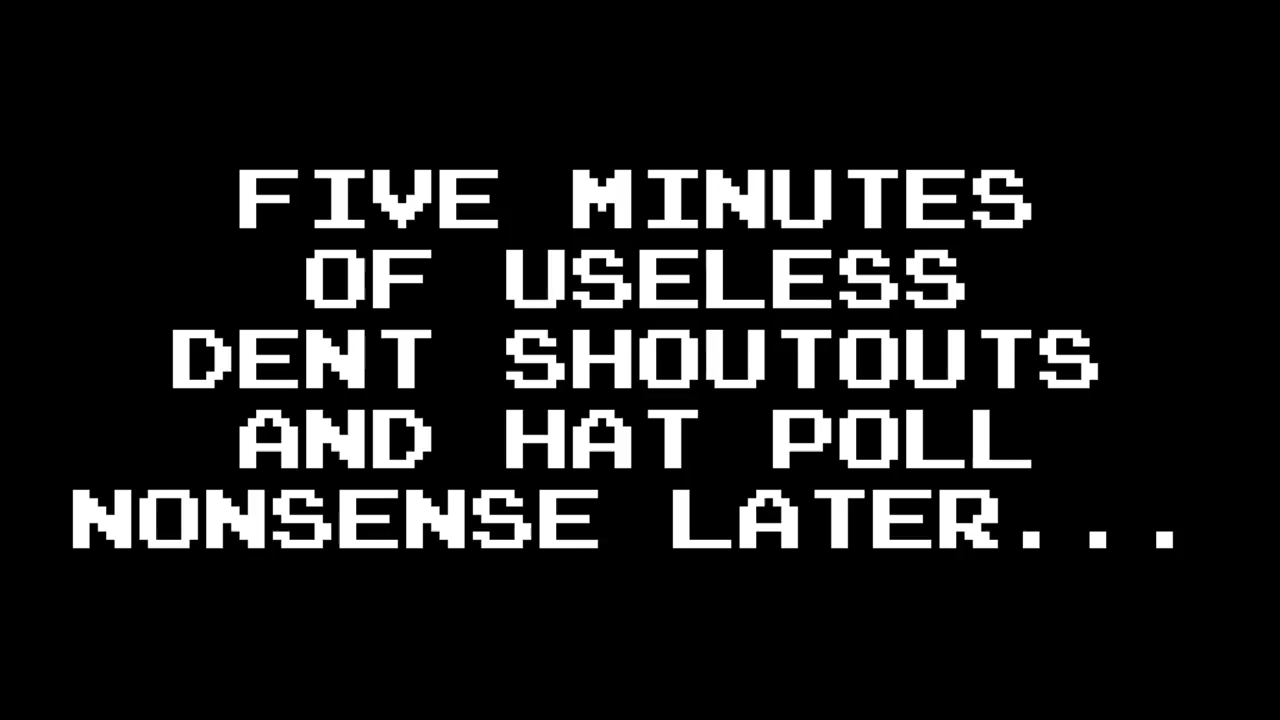 FIVE MINUTES
OF USELESS
DENT SHOUTOUTS
AND HAT POLL
NONSENSE LATER...